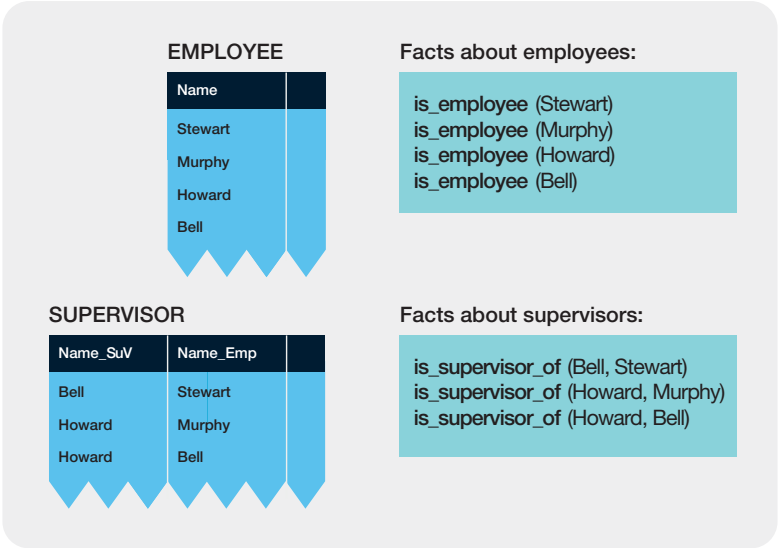 EMPLOYEE
Name
Stewart
Murphy
Howard
Bell
Facts about employees:
is_employee (Stewart)
is_employee (Murphy)
is_employee (Howard)
is_employee (Bell)
SUPERVISOR
Name_SuV Name_Emp
Bell Stewart
Howard Murphy
Howard Bell
Facts about supervisors:
is_supervisor_of (Bell, Stewart)
is_supervisor_of (Howard, Murphy)
is_supervisor_of (Howard, Bell)